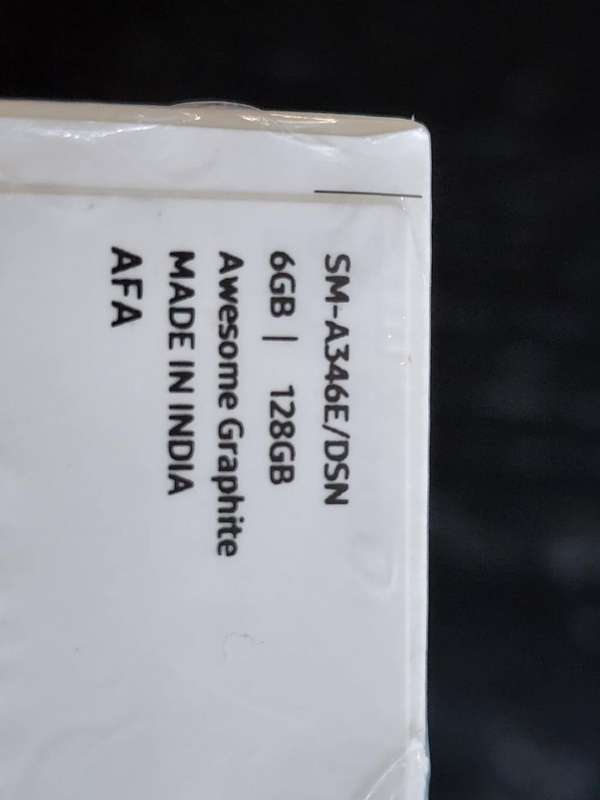 SM-A346E/DSN
6GB | 128GB
Awesome Graphite
MADE IN INDIA
AFA